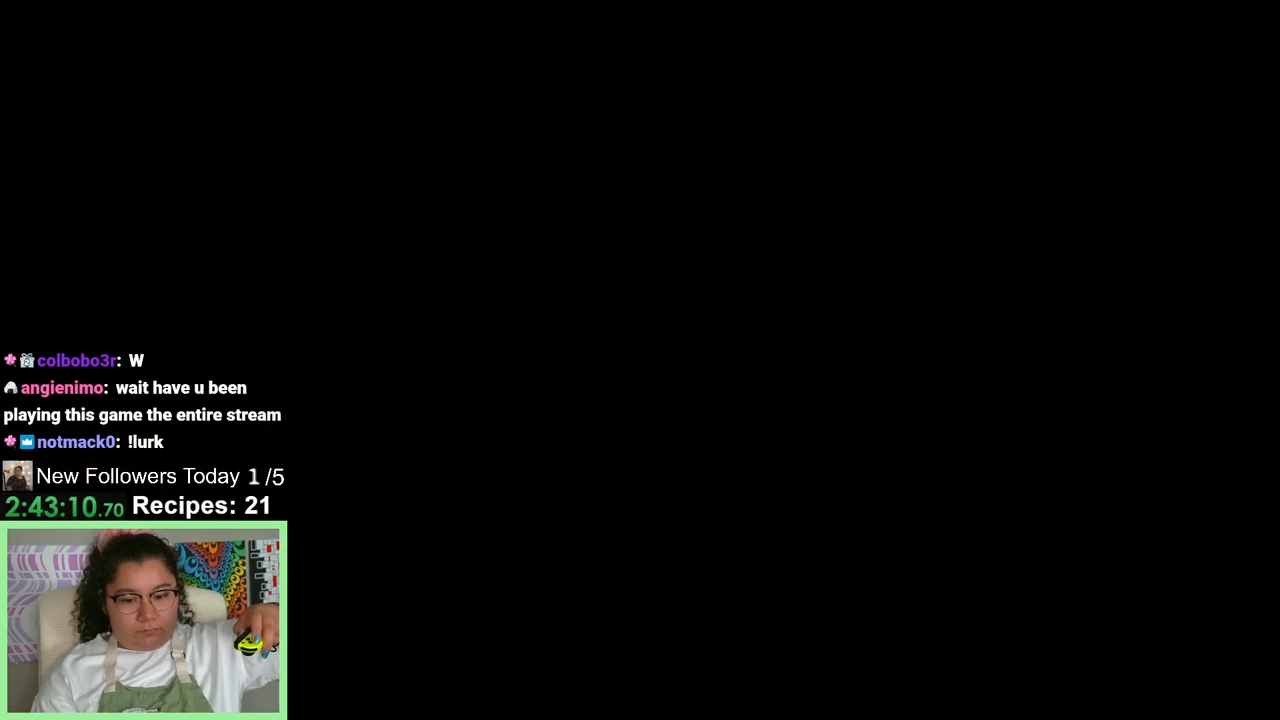 colbobo3r: W
angienimo: wait have u been
playing this game the entire stream
notmack0: !lurk
New Followers Today 1/5
2:43:10.70 Recipes: 21